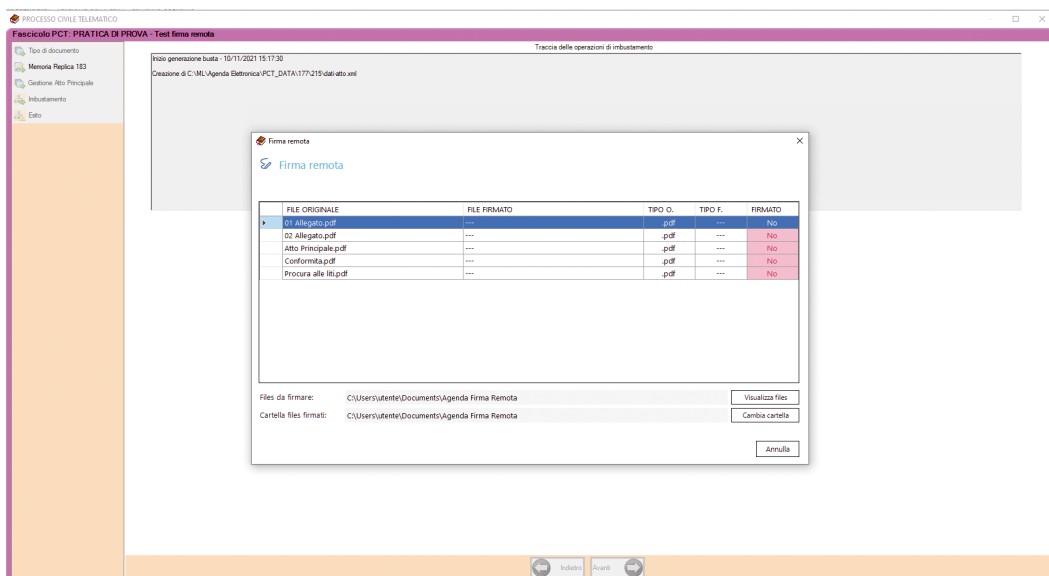 PROCESSO CIVILE TELEMATICO
Fascicolo PCT: PRATICA DI PROVA - Test firma remota
Tipo di documento
Memoria Replica 183
Gestione Atto Principale
Imbustamento
Esito
Traccia delle operazioni di imbustamento
Inizio generazione busta - 10/11/2021 15:17:30
Creazione di C:\ML\Agenda Elettronica\PCT_DATA\177\215\dati-atto.xml
Firma remota
Firma remota
FILE ORIGINALE FILE FIRMATO TIPO O. TIPO F. FIRMATO
01 Allegato.pdf --- .pdf --- No
02 Allegato.pdf --- .pdf --- No
Atto Principale.pdf --- .pdf --- No
Conformita.pdf --- .pdf --- No
Procura alle liti.pdf --- .pdf --- No
Files da firmare: C:\Users\utente\Documents\Agenda Firma Remota Visualizza files
Cartella files firmati: C:\Users\utente\Documents\Agenda Firma Remota Cambia cartella
Annulla
Indietro Avanti